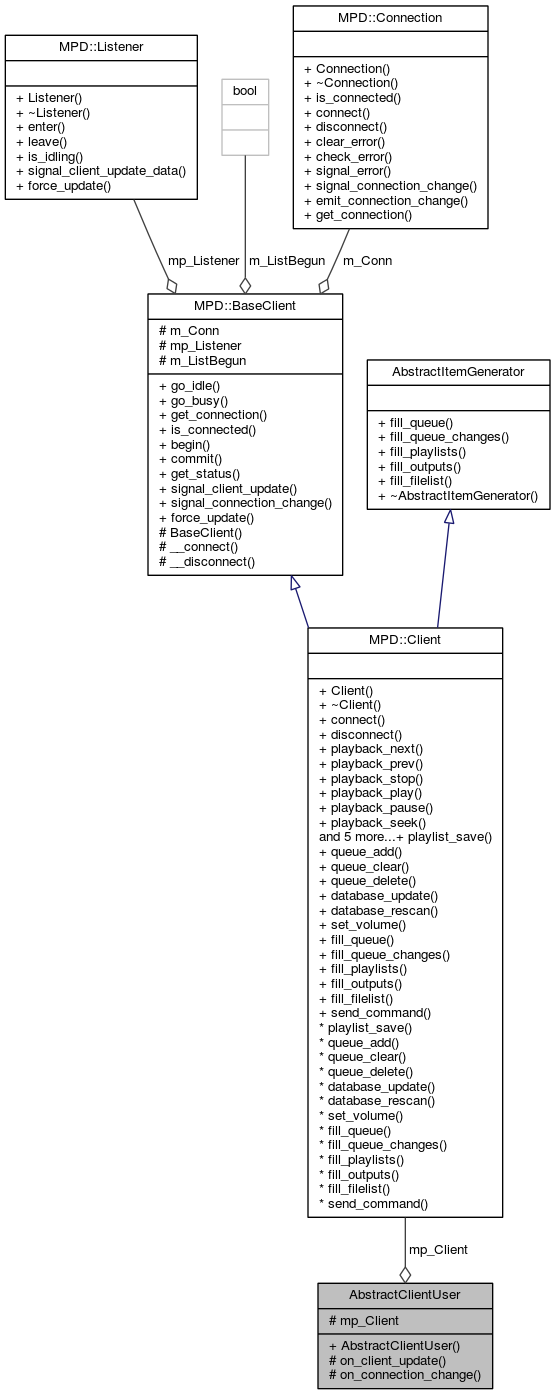 MPD::Listener
+ Listener()
+ ~Listener()
+ enter()
+ leave()
+ is_idling()
+ signal_client_update_data()
+ force_update()
bool
MPD::Connection
+ Connection()
+ ~Connection()
+ is_connected()
+ connect()
+ disconnect()
+ clear_error()
+ check_error()
+ signal_error()
+ signal_connection_change()
+ emit_connection_change()
+ get_connection()
mp_Listener
m_ListBegun
m_Conn
MPD::BaseClient
# m_Conn
# mp_Listener
# m_ListBegun
+ go_idle()
+ go_busy()
+ get_connection()
+ is_connected()
+ begin()
+ commit()
+ get_status()
+ signal_client_update()
+ signal_connection_change()
+ force_update()
# BaseClient()
# __connect()
# __disconnect()
AbstractItemGenerator
+ fill_queue()
+ fill_queue_changes()
+ fill_playlists()
+ fill_outputs()
+ fill_filelist()
+ ~AbstractItemGenerator()
MPD::Client
+ Client()
+ ~Client()
+ connect()
+ disconnect()
+ playback_next()
+ playback_prev()
+ playback_stop()
+ playback_play()
+ playback_pause()
+ playback_seek()
and 5 more...+ playlist_save()
+ queue_add()
+ queue_clear()
+ queue_delete()
+ database_update()
+ database_rescan()
+ set_volume()
+ fill_queue()
+ fill_queue_changes()
+ fill_playlists()
+ fill_outputs()
+ fill_filelist()
+ send_command()
* playlist_save()
* queue_add()
* queue_clear()
* queue_delete()
* database_update()
* database_rescan()
* set_volume()
* fill_queue()
* fill_queue_changes()
* fill_playlists()
* fill_outputs()
* fill_filelist()
* send_command()
mp_Client
AbstractClientUser
# mp_Client
+ AbstractClientUser()
# on_client_update()
# on_connection_change()